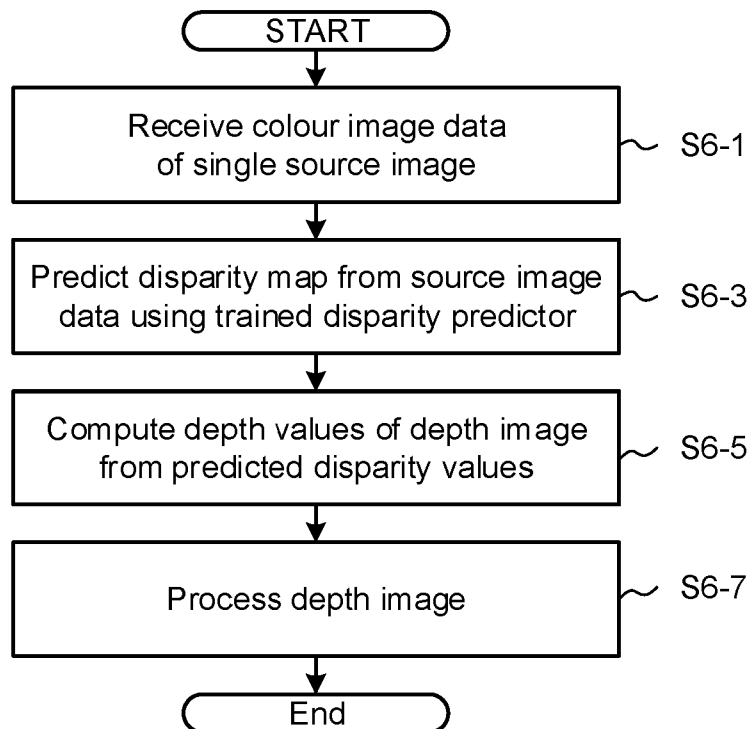 START
Receive colour image data
of single source image
S6-1
Predict disparity map from source image
data using trained disparity predictor
S6-3
Compute depth values of depth image
from predicted disparity values
S6-5
Process depth image
S6-7
End